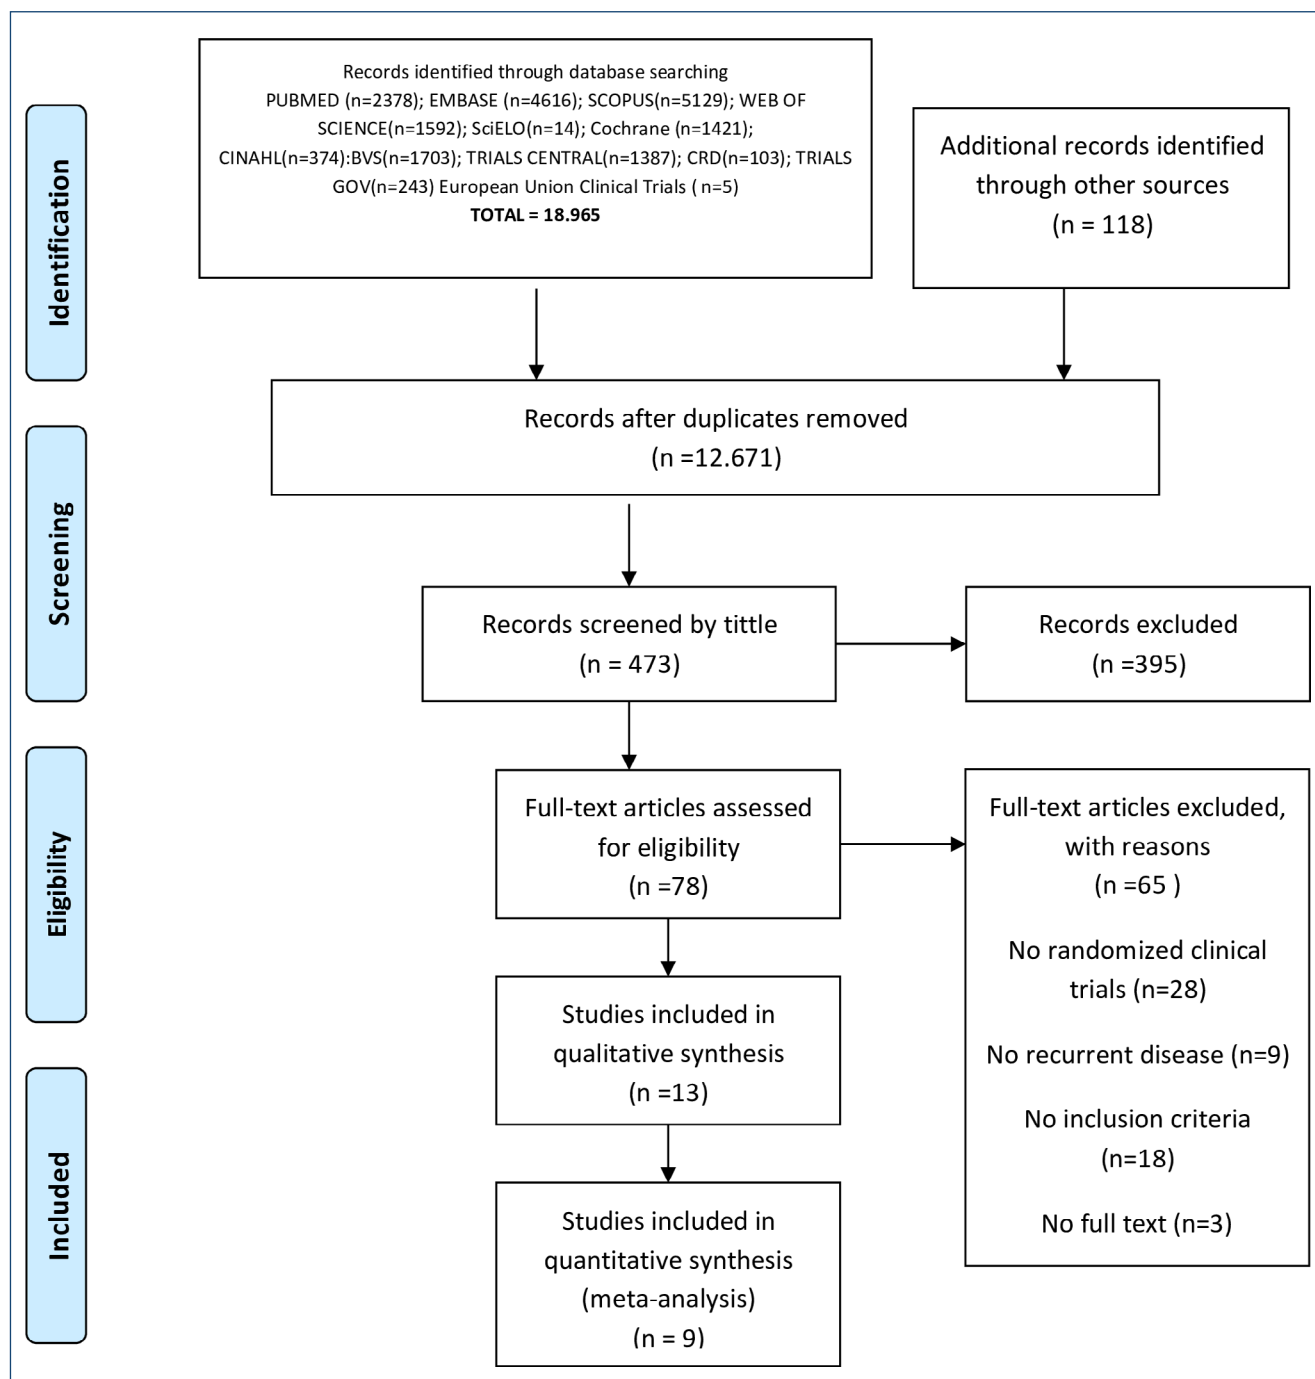 Identification
Records identified through database searching
PUBMED (n=2378); EMBASE (n=4616); SCOPUS(n=5129); WEB OF
SCIENCE(n=1592); SciELO(n=14); Cochrane (n=1421);
CINAHL(n=374):BVS(n=1703); TRIALS CENTRAL(n=1387); CRD(n=103); TRIALS
GOV(n=243) European Union Clinical Trials ( n=5)
TOTAL = 18.965
Additional records identified
through other sources
(n = 118)
Records after duplicates removed
(n =12.671)
Screening
Records screened by tittle
(n = 473)
Records excluded
(n =395)
Eligibility
Full-text articles assessed
for eligibility
(n =78)
Full-text articles excluded,
with reasons
(n =65 )
No randomized clinical
trials (n=28)
No recurrent disease (n=9)
No inclusion criteria
(n=18)
No full text (n=3)
Studies included in
qualitative synthesis
(n =13)
Included
Studies included in
quantitative synthesis
(meta-analysis)
(n = 9)